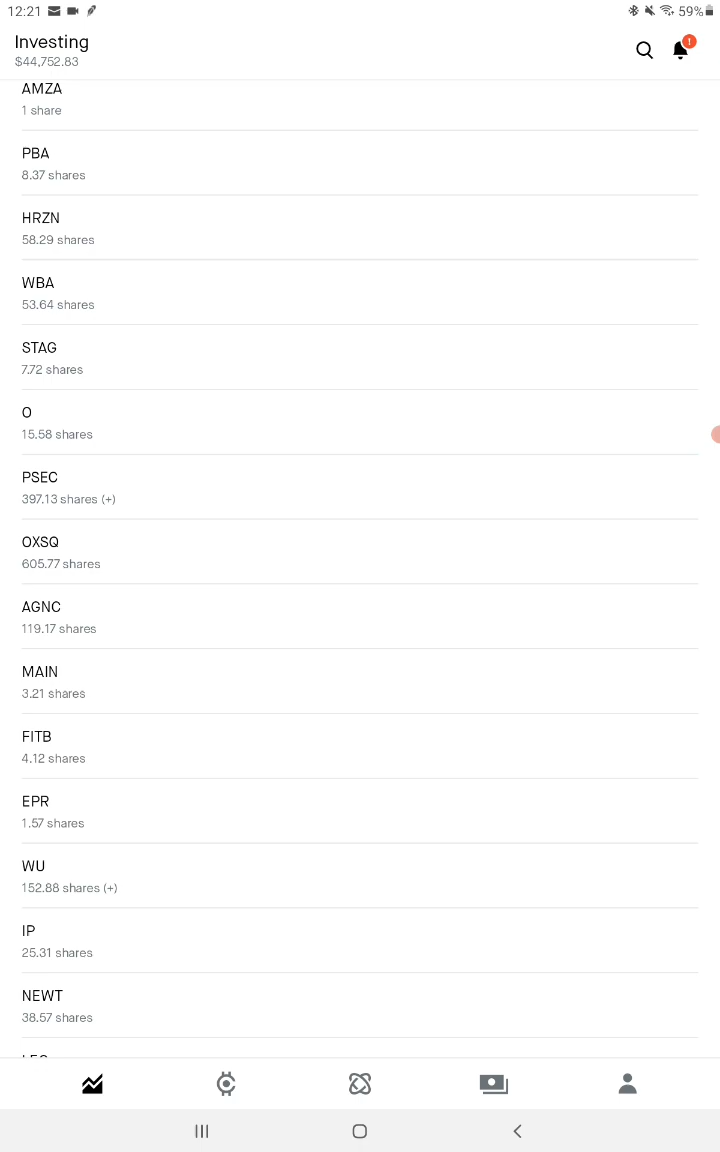 12:21
59%
Investing
$44,752.83
!
AMZA
1 share
PBA
8.37 shares
HRZN
58.29 shares
WBA
53.64 shares
STAG
7.72 shares
O
15.58 shares
PSEC
397.13 shares (+)
OXSQ
605.77 shares
AGNC
119.17 shares
MAIN
3.21 shares
FITB
4.12 shares
EPR
1.57 shares
WU
152.88 shares (+)
IP
25.31 shares
NEWT
38.57 shares